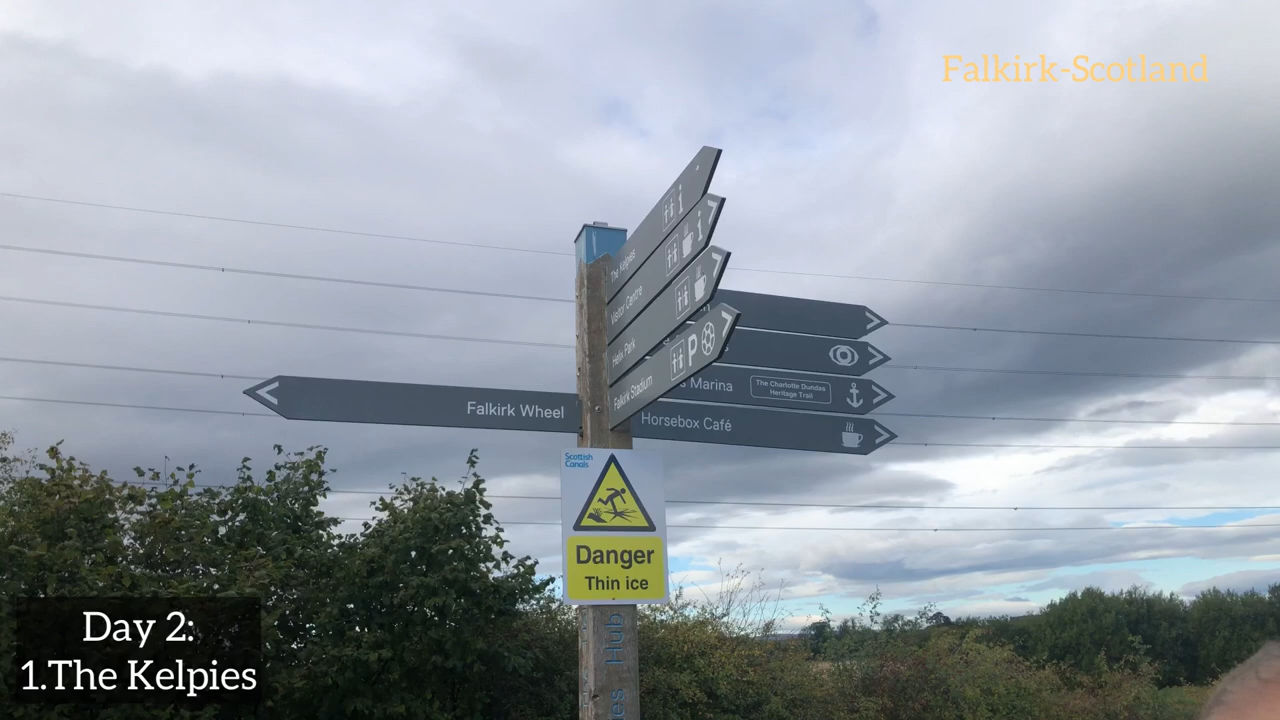 Falkirk-Scotland
The Kelpies
Visitor Centre
Helix Park
Falkirk Stadium
P
Marina
The Charlotte Dundas
Heritage Trail
Falkirk Wheel
Horsebox Café
Scottish
Canals
Danger
Thin ice
Hub
Day 2:
1.The Kelpies